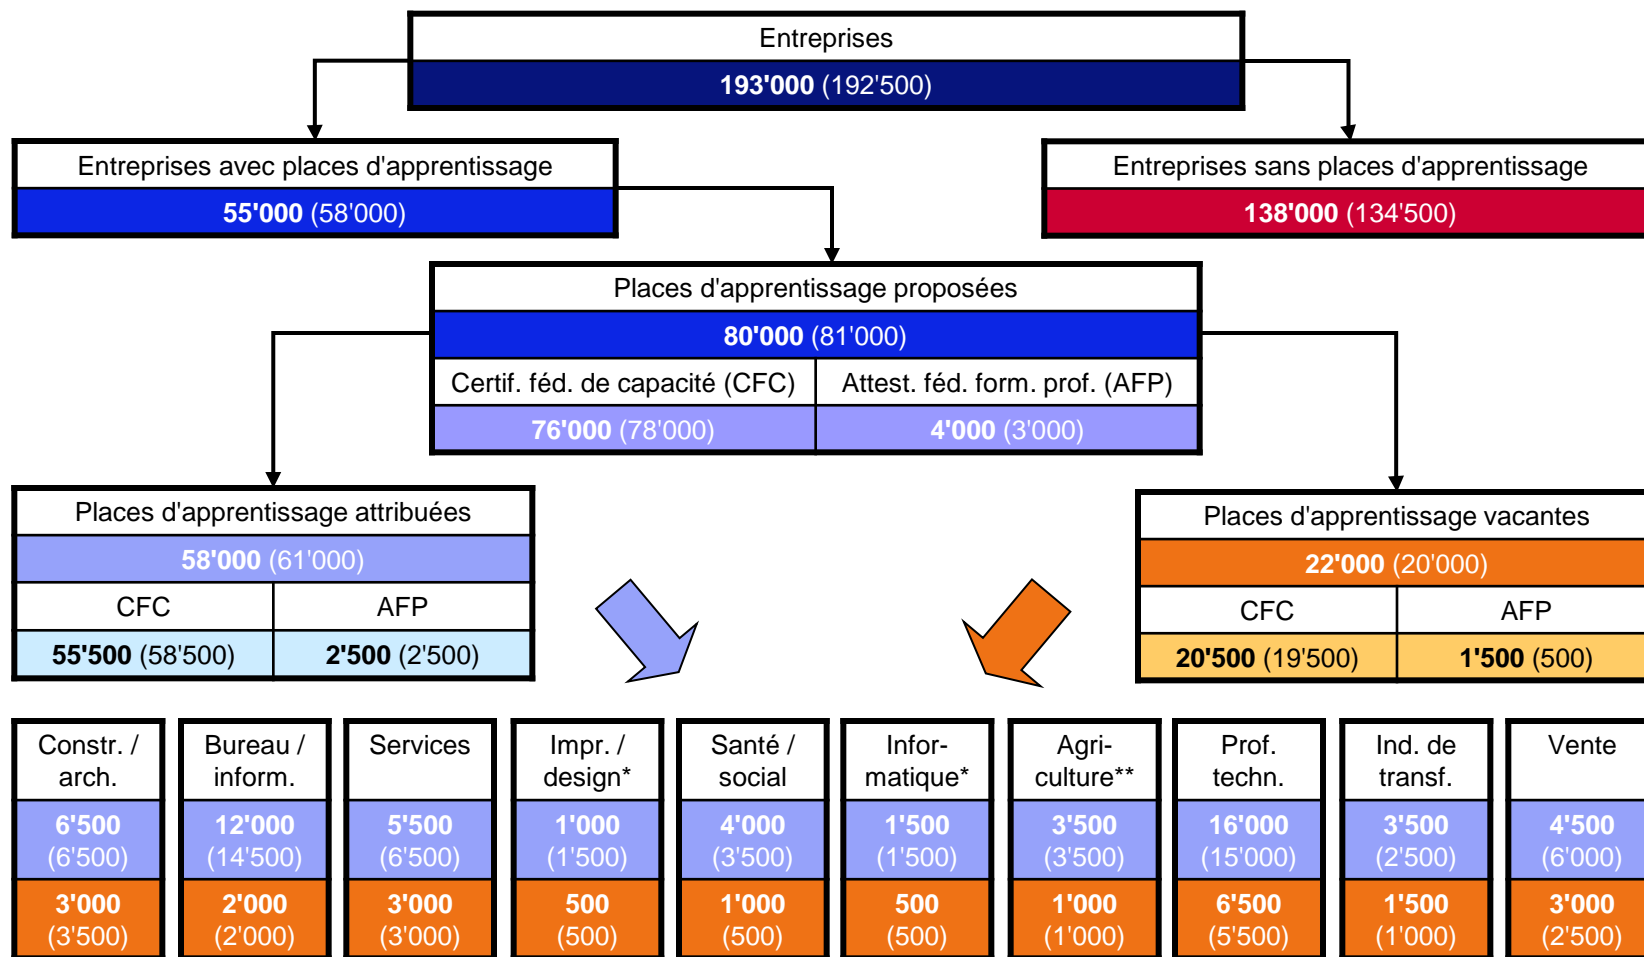 Entreprises
193'000 (192'500)
Entreprises avec places d'apprentissage
55'000 (58'000)
Entreprises sans places d'apprentissage
138'000 (134'500)
Places d'apprentissage proposées
80'000 (81'000)
Certif. féd. de capacité (CFC)
Attest. féd. form. prof. (AFP)
76'000 (78'000)
4'000 (3'000)
Places d'apprentissage attribuées
58'000 (61'000)
CFC
AFP
55'500 (58'500)
2'500 (2'500)
Places d'apprentissage vacantes
22'000 (20'000)
CFC
AFP
20'500 (19'500)
1'500 (500)
Constr. /
arch.
6'500
(6'500)
3'000
(3'500)
Bureau /
inform.
12'000
(14'500)
2'000
(2'000)
Services
5'500
(6'500)
3'000
(3'000)
Impr. /
design*
1'000
(1'500)
500
(500)
Santé /
social
4'000
(3'500)
1'000
(500)
Infor-
matique*
1'500
(1'500)
500
(500)
Agri-
culture**
3'500
(3'500)
1'000
(1'000)
Prof.
techn.
16'000
(15'000)
6'500
(5'500)
Ind. de
transf.
3'500
(2'500)
1'500
(1'000)
Vente
4'500
(6'000)
3'000
(2'500)